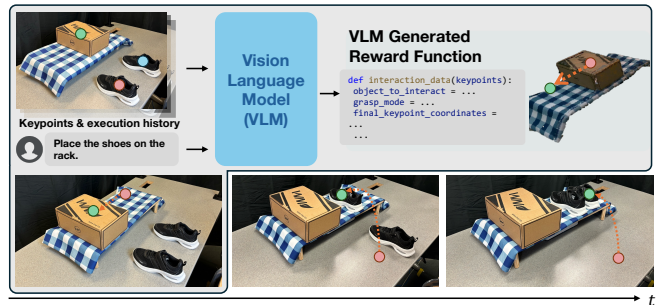 Keypoints & execution history
Place the shoes on the
rack.
Vision
Language
Model
(VLM)
VLM Generated
Reward Function
def interaction_data(keypoints):
object_to_interact = ...
grasp_mode = ...
final_keypoint_coordinates =
...
...
t